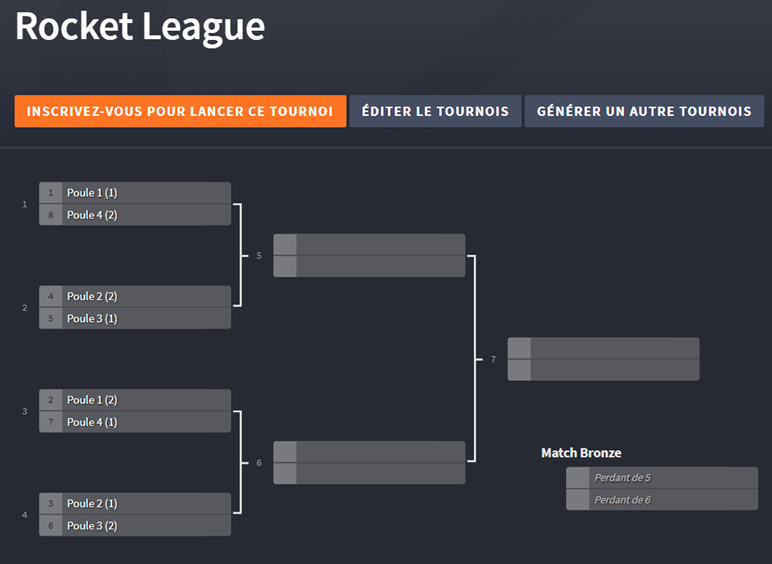 Rocket League
INSCRIVEZ-VOUS POUR LANCER CE TOURNOI
ÉDITER LE TOURNOIS
GÉNÉRER UN AUTRE TOURNOIS
1
1 Poule 1 (1)
8 Poule 4 (2)
5
2
4 Poule 2 (2)
5 Poule 3 (1)
7
3
2 Poule 1 (2)
7 Poule 4 (1)
6
4
3 Poule 2 (1)
6 Poule 3 (2)
Match Bronze
Perdant de 5
Perdant de 6